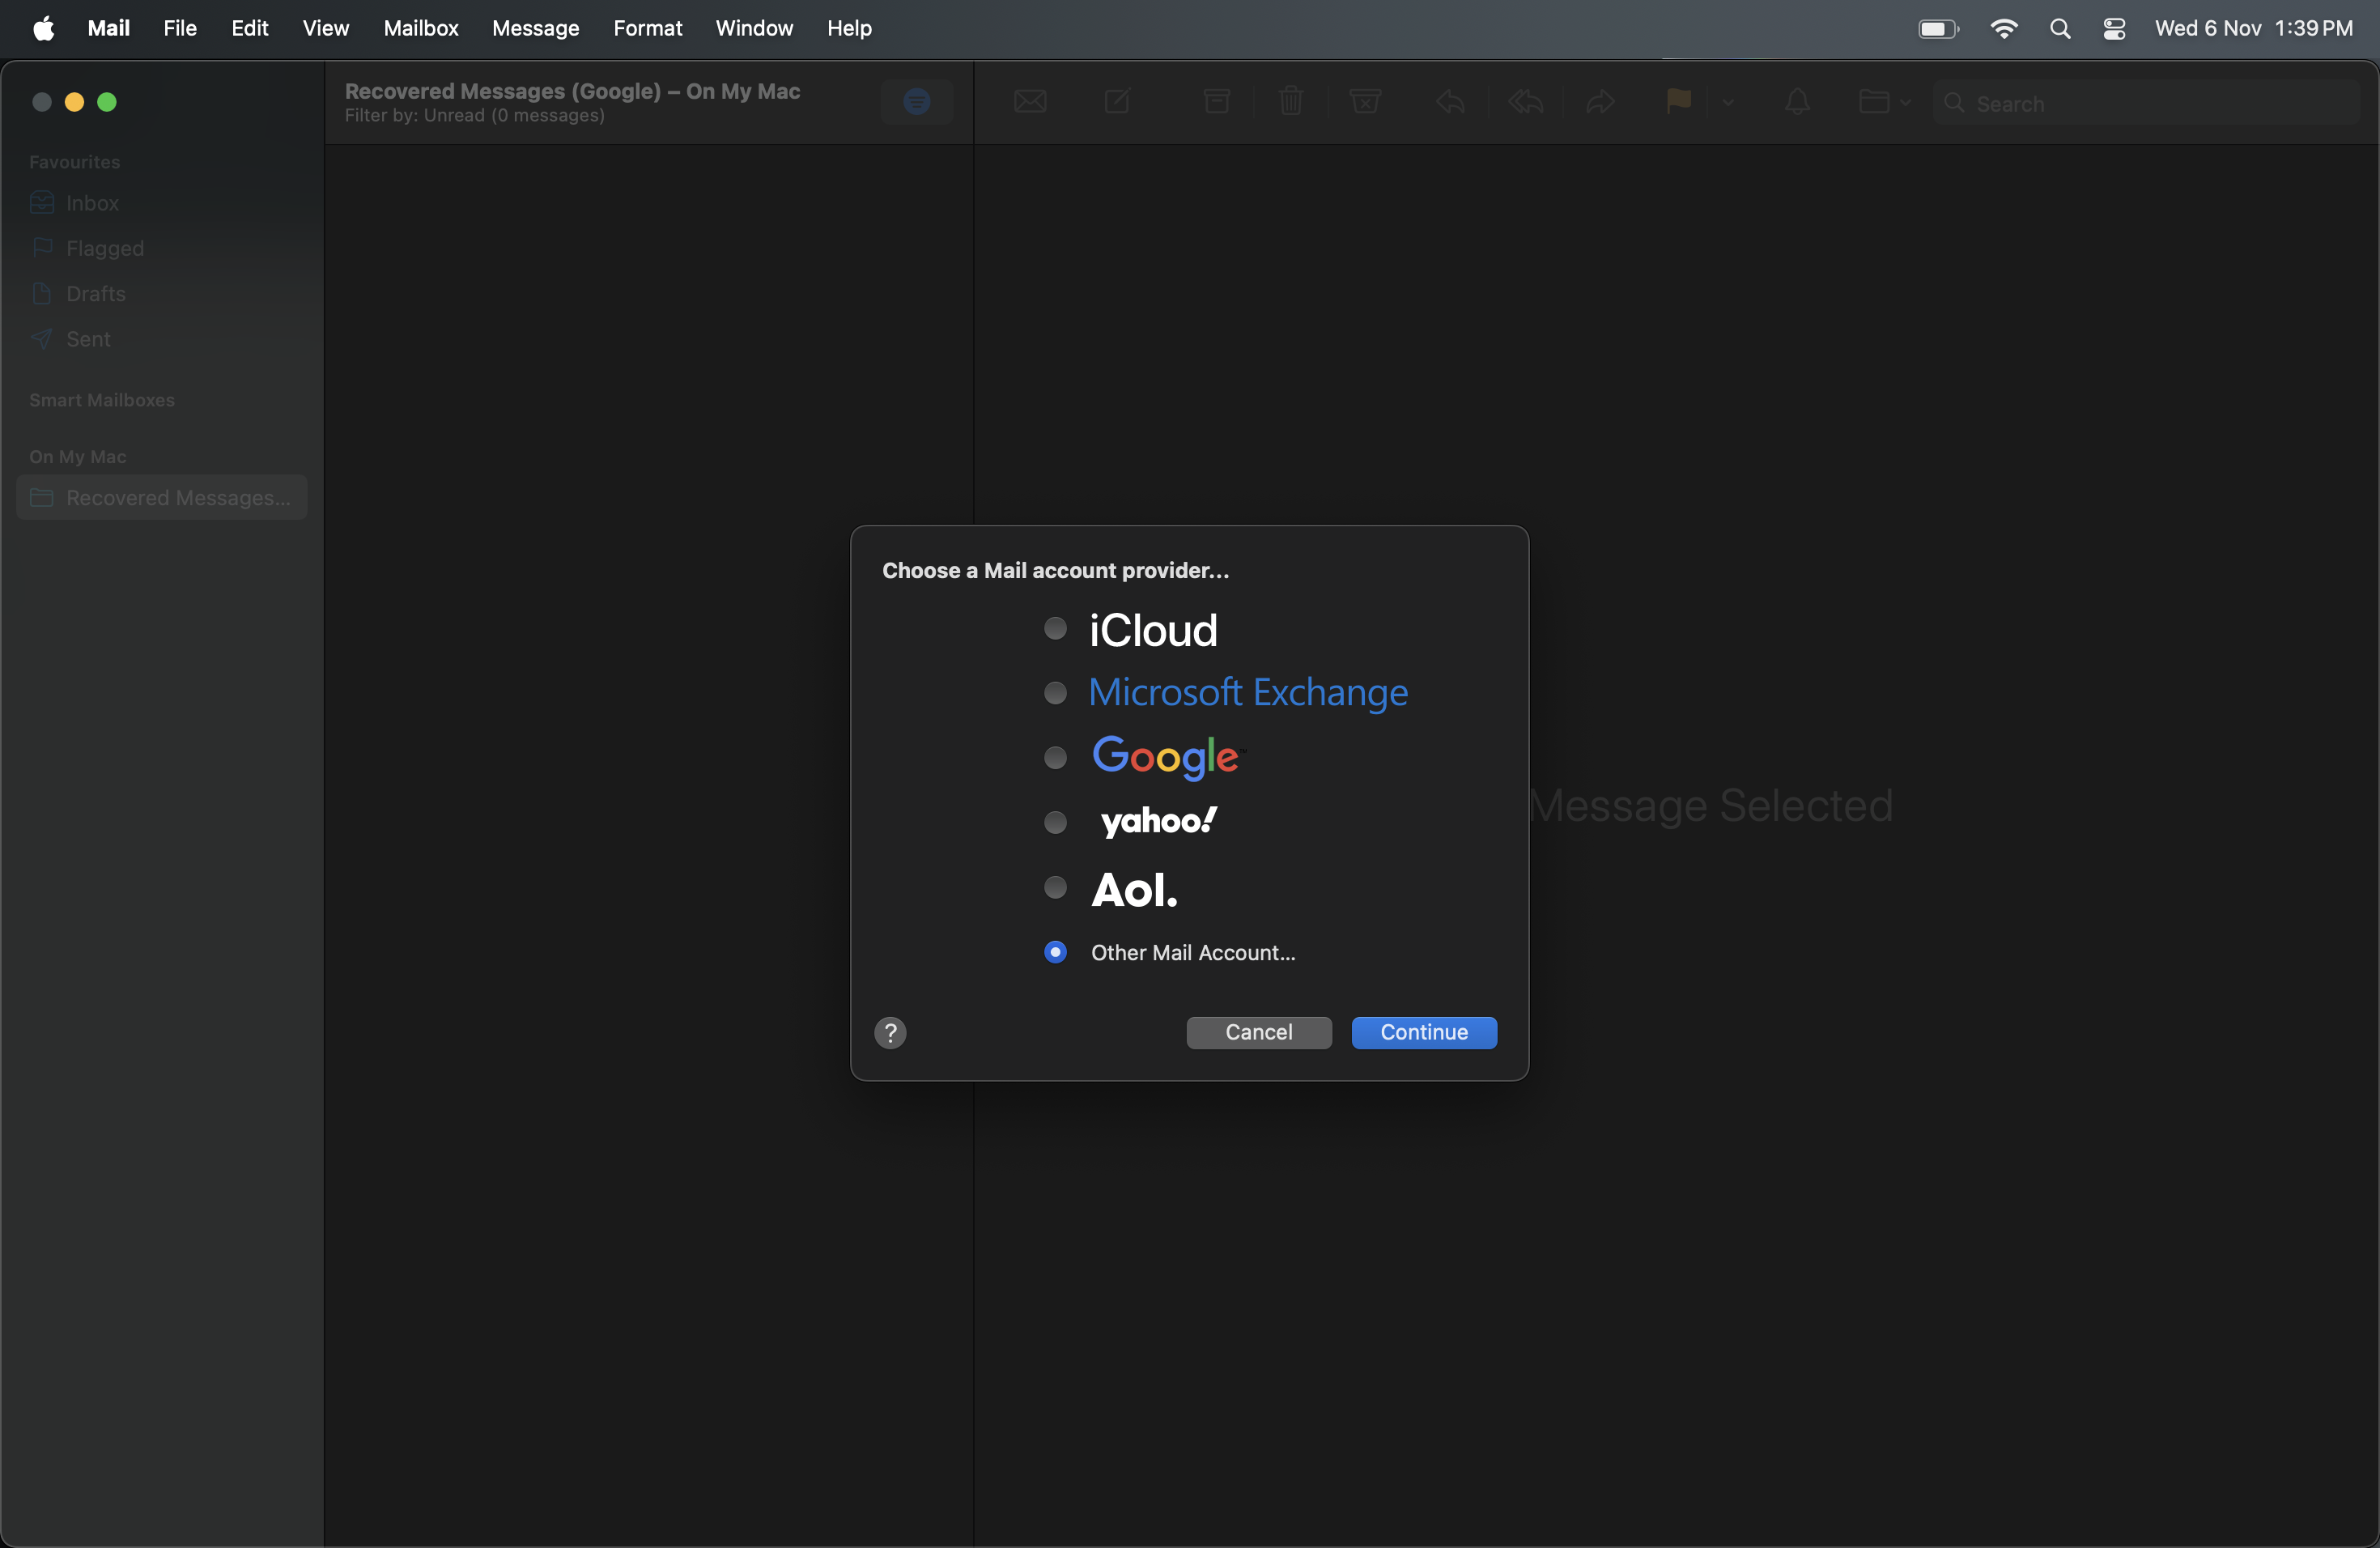 Mail File Edit View Mailbox Message Format Window Help Wed 6 Nov 1:39 PM
Recovered Messages (Google) – On My Mac
Filter by: Unread (0 messages)
Search
Favourites
Inbox
Flagged
Drafts
Sent
Smart Mailboxes
On My Mac
Recovered Messages...
Message Selected
Choose a Mail account provider...
iCloud
Microsoft Exchange
Google
yahoo!
Aol.
Other Mail Account...
? Cancel Continue